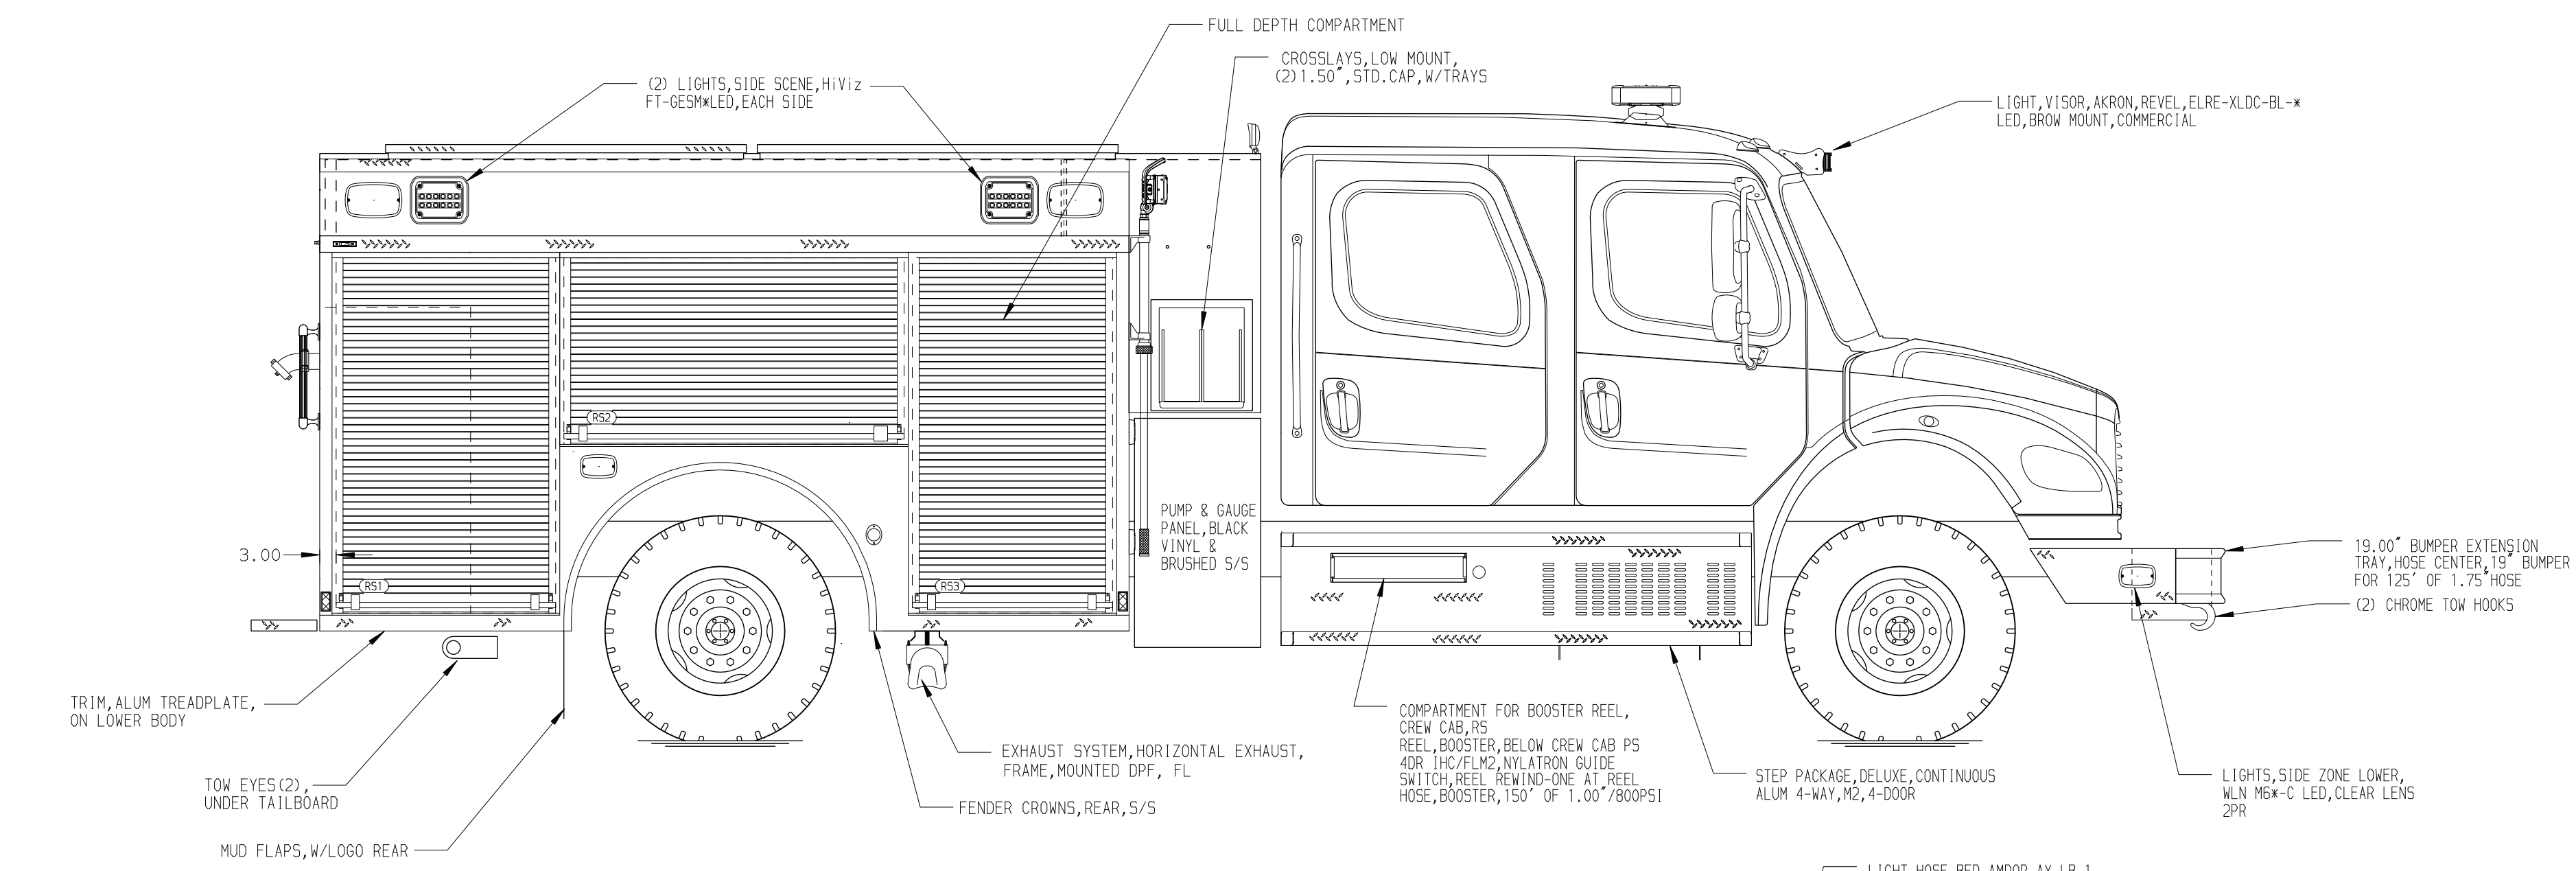 FULL DEPTH COMPARTMENT
CROSSLAYS,LOW MOUNT,
(2)1.50",STD.CAP,W/TRAYS
(2) LIGHTS,SIDE SCENE,HiViz
FT-GESM*LED,EACH SIDE
LIGHT,VISOR,AKRON,REVEL,ELRE-XLDC-BL-*
LED,BROW MOUNT,COMMERCIAL
RS2
PUMP & GAUGE
PANEL,BLACK
VINYL &
BRUSHED S/S
3.00
RS1
RS3
19.00" BUMPER EXTENSION
TRAY,HOSE CENTER,19" BUMPER
FOR 125' OF 1.75"HOSE
(2) CHROME TOW HOOKS
TRIM,ALUM TREADPLATE,
ON LOWER BODY
TOW EYES(2),
UNDER TAILBOARD
MUD FLAPS,W/LOGO REAR
EXHAUST SYSTEM,HORIZONTAL EXHAUST,
FRAME,MOUNTED DPF, FL
FENDER CROWNS,REAR,S/S
COMPARTMENT FOR BOOSTER REEL,
CREW CAB,RS
REEL,BOOSTER,BELOW CREW CAB PS
4DR IHC/FLM2,NYLATRON GUIDE
SWITCH,REEL REWIND-ONE AT REEL
HOSE,BOOSTER,150' OF 1.00"/800PSI
STEP PACKAGE,DELUXE,CONTINUOUS
ALUM 4-WAY,M2,4-DOOR
LIGHTS,SIDE ZONE LOWER,
WLN M6*-C LED,CLEAR LENS
2PR
LIGHT HOSE BED AMDOR AY-LB-1